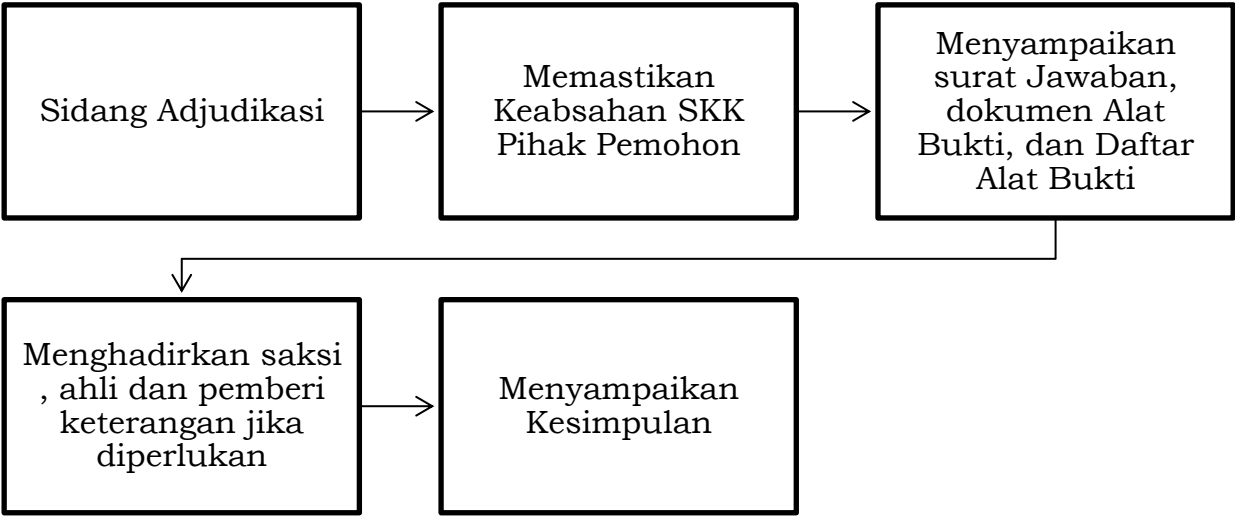 Sidang Adjudikasi
Memastikan
Keabsahan SKK
Pihak Pemohon
Menyampaikan
surat Jawaban,
dokumen Alat
Bukti, dan Daftar
Alat Bukti
Menghadirkan saksi
, ahli dan pemberi
keterangan jika
diperlukan
Menyampaikan
Kesimpulan